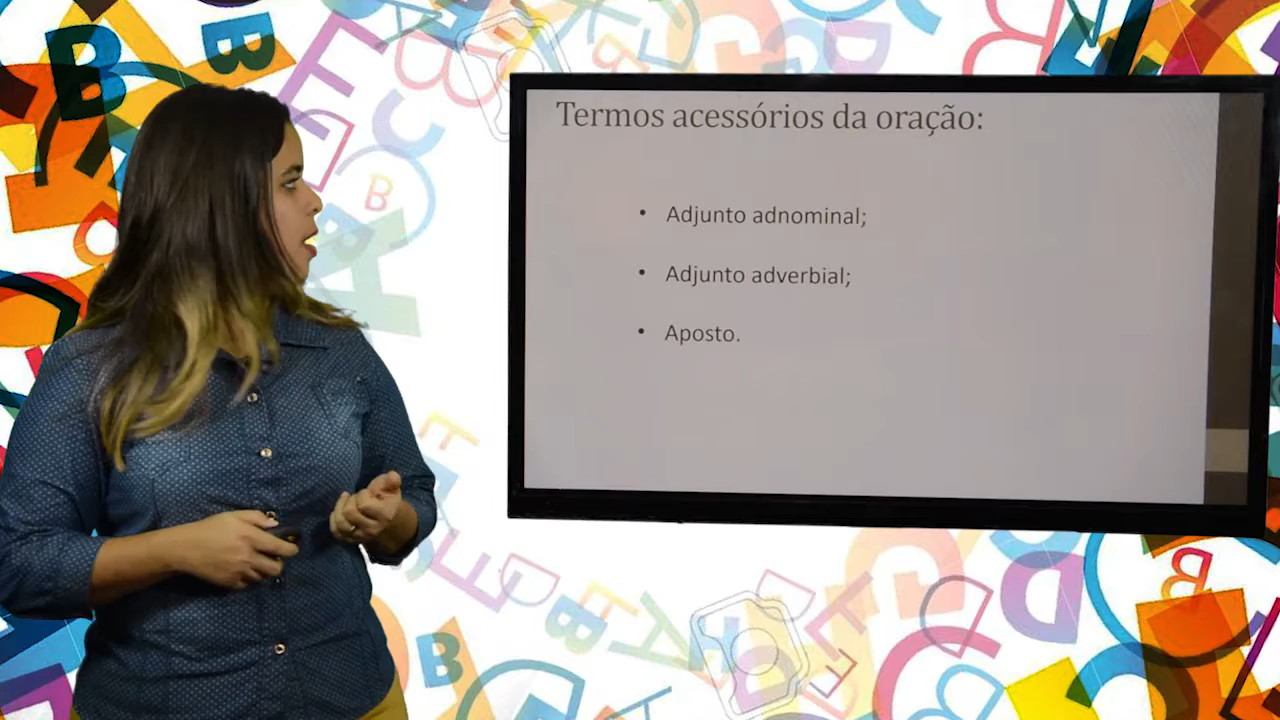 Termos acessórios da oração:
• Adjunto adnominal;
• Adjunto adverbial;
• Aposto.